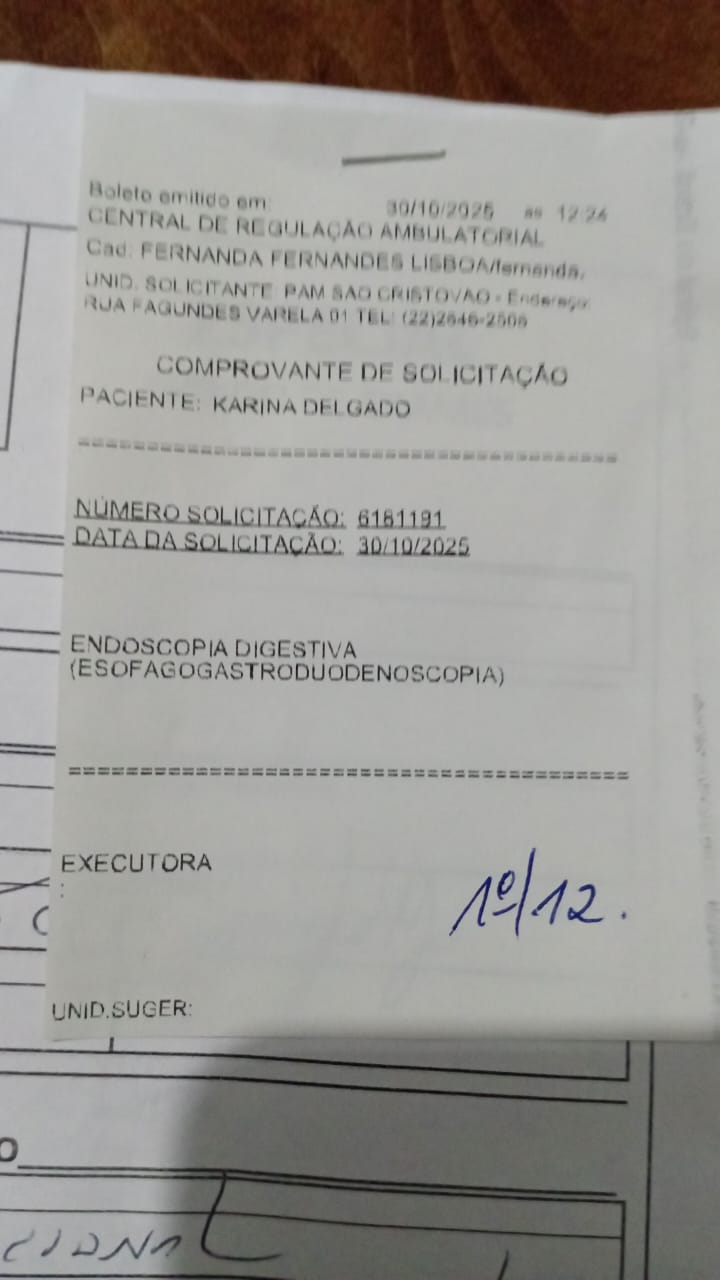 Boleto emitido em: 30/10/2025 as 12:24
CENTRAL DE REGULAÇÃO AMBULATORIAL
Cad: FERNANDA FERNANDES LISBOA/fernanda.
UNID. SOLICITANTE: PAM SAO CRISTOVAO - Endereço:
RUA FAGUNDES VARELA 01 TEL: (22)2646-2506
COMPROVANTE DE SOLICITAÇÃO
PACIENTE: KARINA DELGADO
NÚMERO SOLICITAÇÃO: 6181191
DATA DA SOLICITAÇÃO: 30/10/2025
ENDOSCOPIA DIGESTIVA
(ESOFAGOGASTRODUODENOSCOPIA)
EXECUTORA
:
1º/12.
UNID.SUGER: